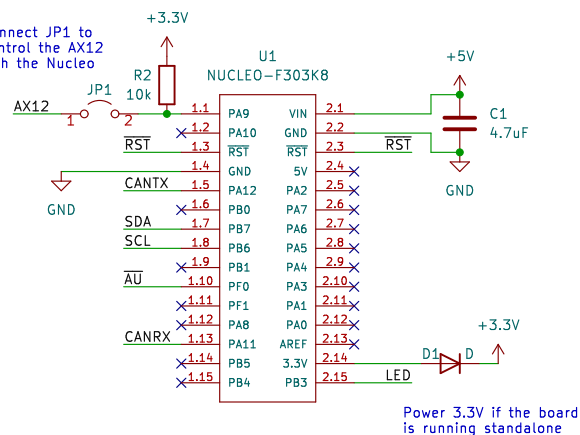 +3.3V
nnect JP1 to
ntrol the AX12
th the Nucleo
U1
+5V
R2
NUCLEO-F303K8
10k
JP1
AX12
1
2
1.1 PA9 VIN 2.1
C1
1.2 PA10 GND 2.2
4.7uF
RST 1.3 RST RST 2.3 RST
1.4 GND 5V 2.4
CANTX 1.5 PA12 PA2 2.5
GND
GND
1.6 PB0 PA7 2.6
SDA 1.7 PB7 PA6 2.7
SCL 1.8 PB6 PA5 2.8
1.9 PB1 PA4 2.9
AU 1.10 PF0 PA3 2.10
1.11 PF1 PA1 2.11
1.12 PA8 PA0 2.12
+3.3V
CANRX 1.13 PA11 AREF 2.13
D1 D
1.14 PB5 3.3V 2.14
1.15 PB4 PB3 2.15 LED
Power 3.3V if the board
is running standalone